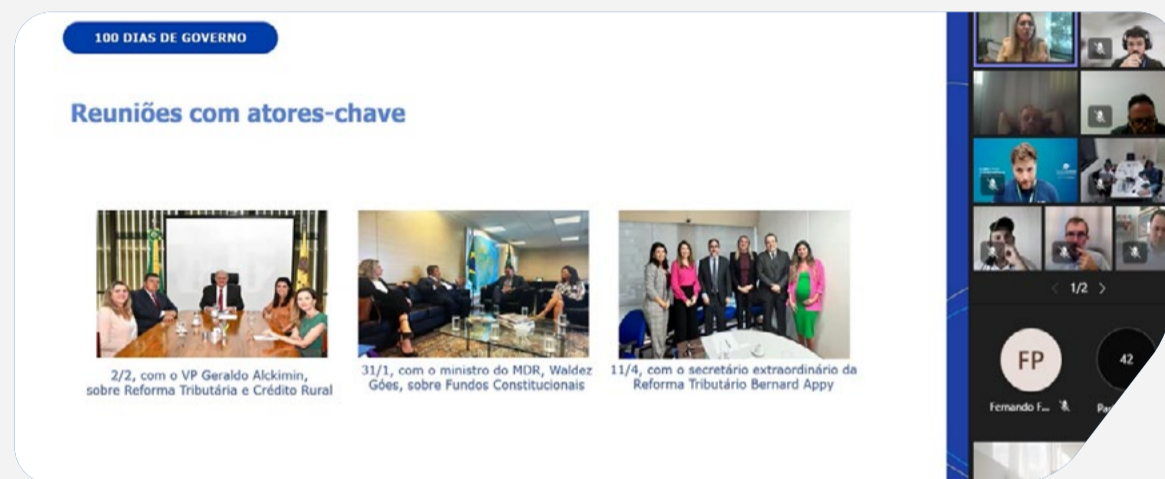 100 DIAS DE GOVERNO
Reuniões com atores-chave
2/2, com o VP Geraldo Alckimin,
sobre Reforma Tributária e Crédito Rural
31/1, com o ministro do MDR, Waldez
Góes, sobre Fundos Constitucionais
11/4, com o secretário extraordinário da
Reforma Tributário Bernard Appy
1/2
FP
42
Fernando F...